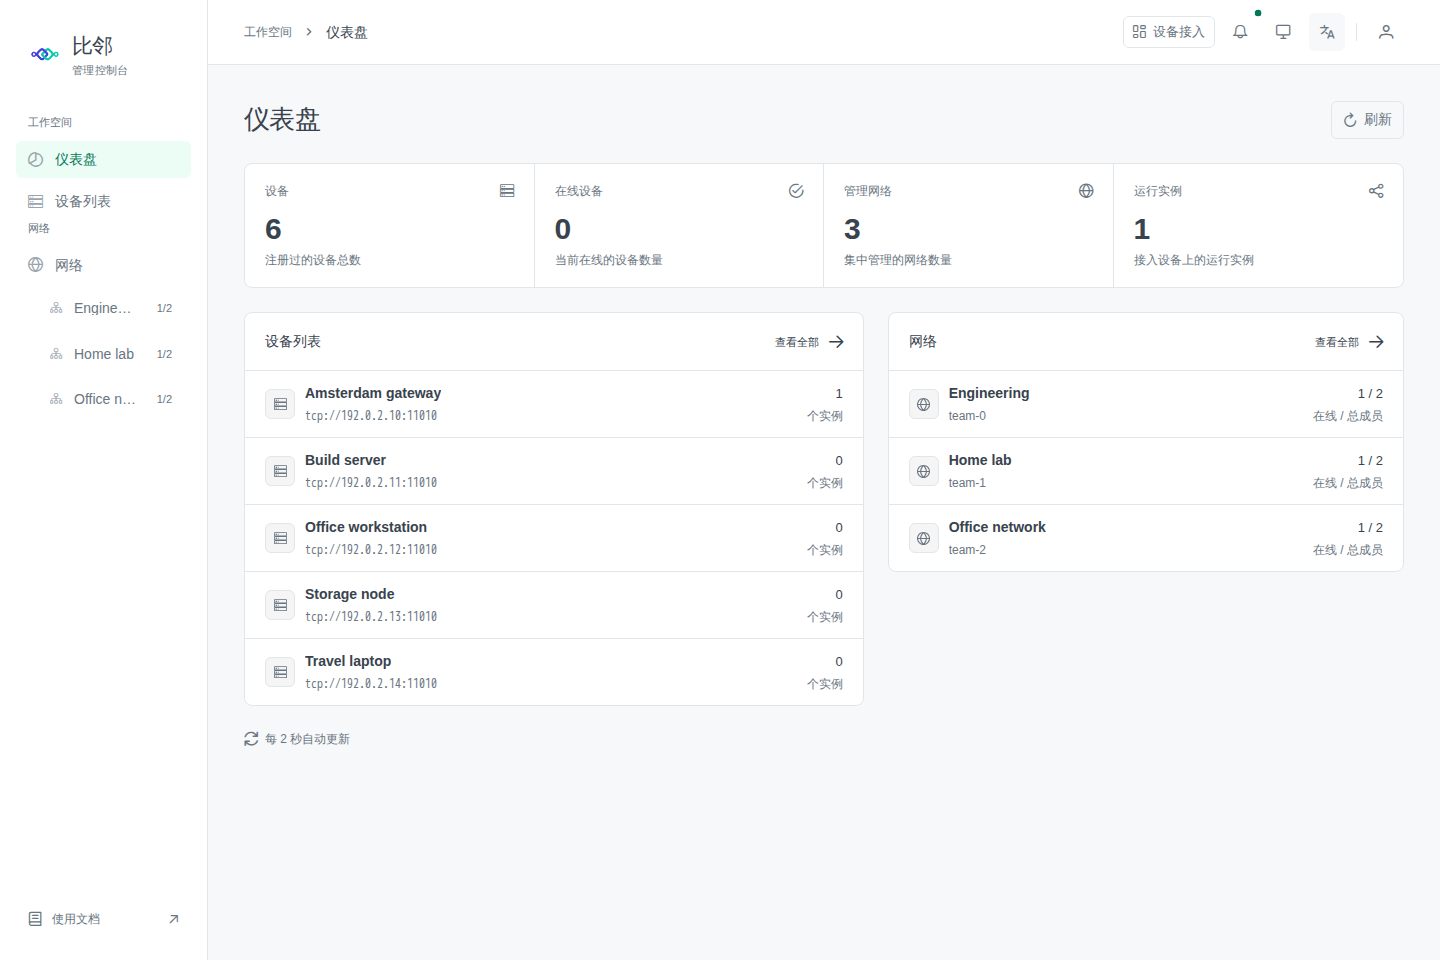 比邻
管理控制台
工作空间
仪表盘
设备列表
网络
网络
Engine… 1/2
Home lab 1/2
Office n… 1/2
使用文档
工作空间 仪表盘
设备接入
仪表盘
刷新
设备
6
注册过的设备总数
在线设备
0
当前在线的设备数量
管理网络
3
集中管理的网络数量
运行实例
1
接入设备上的运行实例
设备列表 查看全部
Amsterdam gateway 1
tcp://192.0.2.10:11010 个实例
Build server 0
tcp://192.0.2.11:11010 个实例
Office workstation 0
tcp://192.0.2.12:11010 个实例
Storage node 0
tcp://192.0.2.13:11010 个实例
Travel laptop 0
tcp://192.0.2.14:11010 个实例
网络 查看全部
Engineering 1 / 2
team-0 在线 / 总成员
Home lab 1 / 2
team-1 在线 / 总成员
Office network 1 / 2
team-2 在线 / 总成员
每 2 秒自动更新